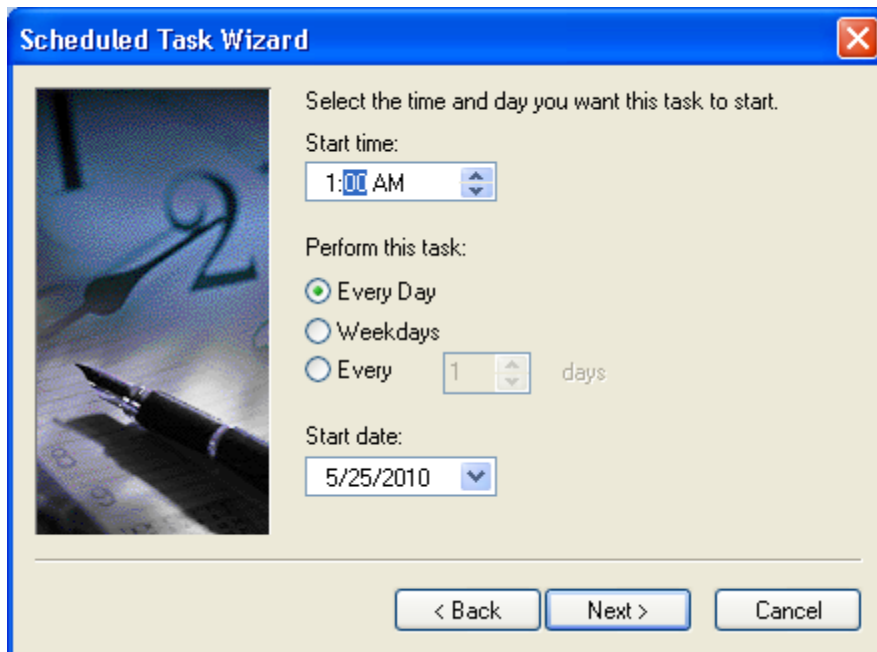 Scheduled Task Wizard
Select the time and day you want this task to start.
Start time:
1:00 AM
Perform this task:
Every Day
Weekdays
Every 1 days
Start date:
5/25/2010
< Back Next > Cancel